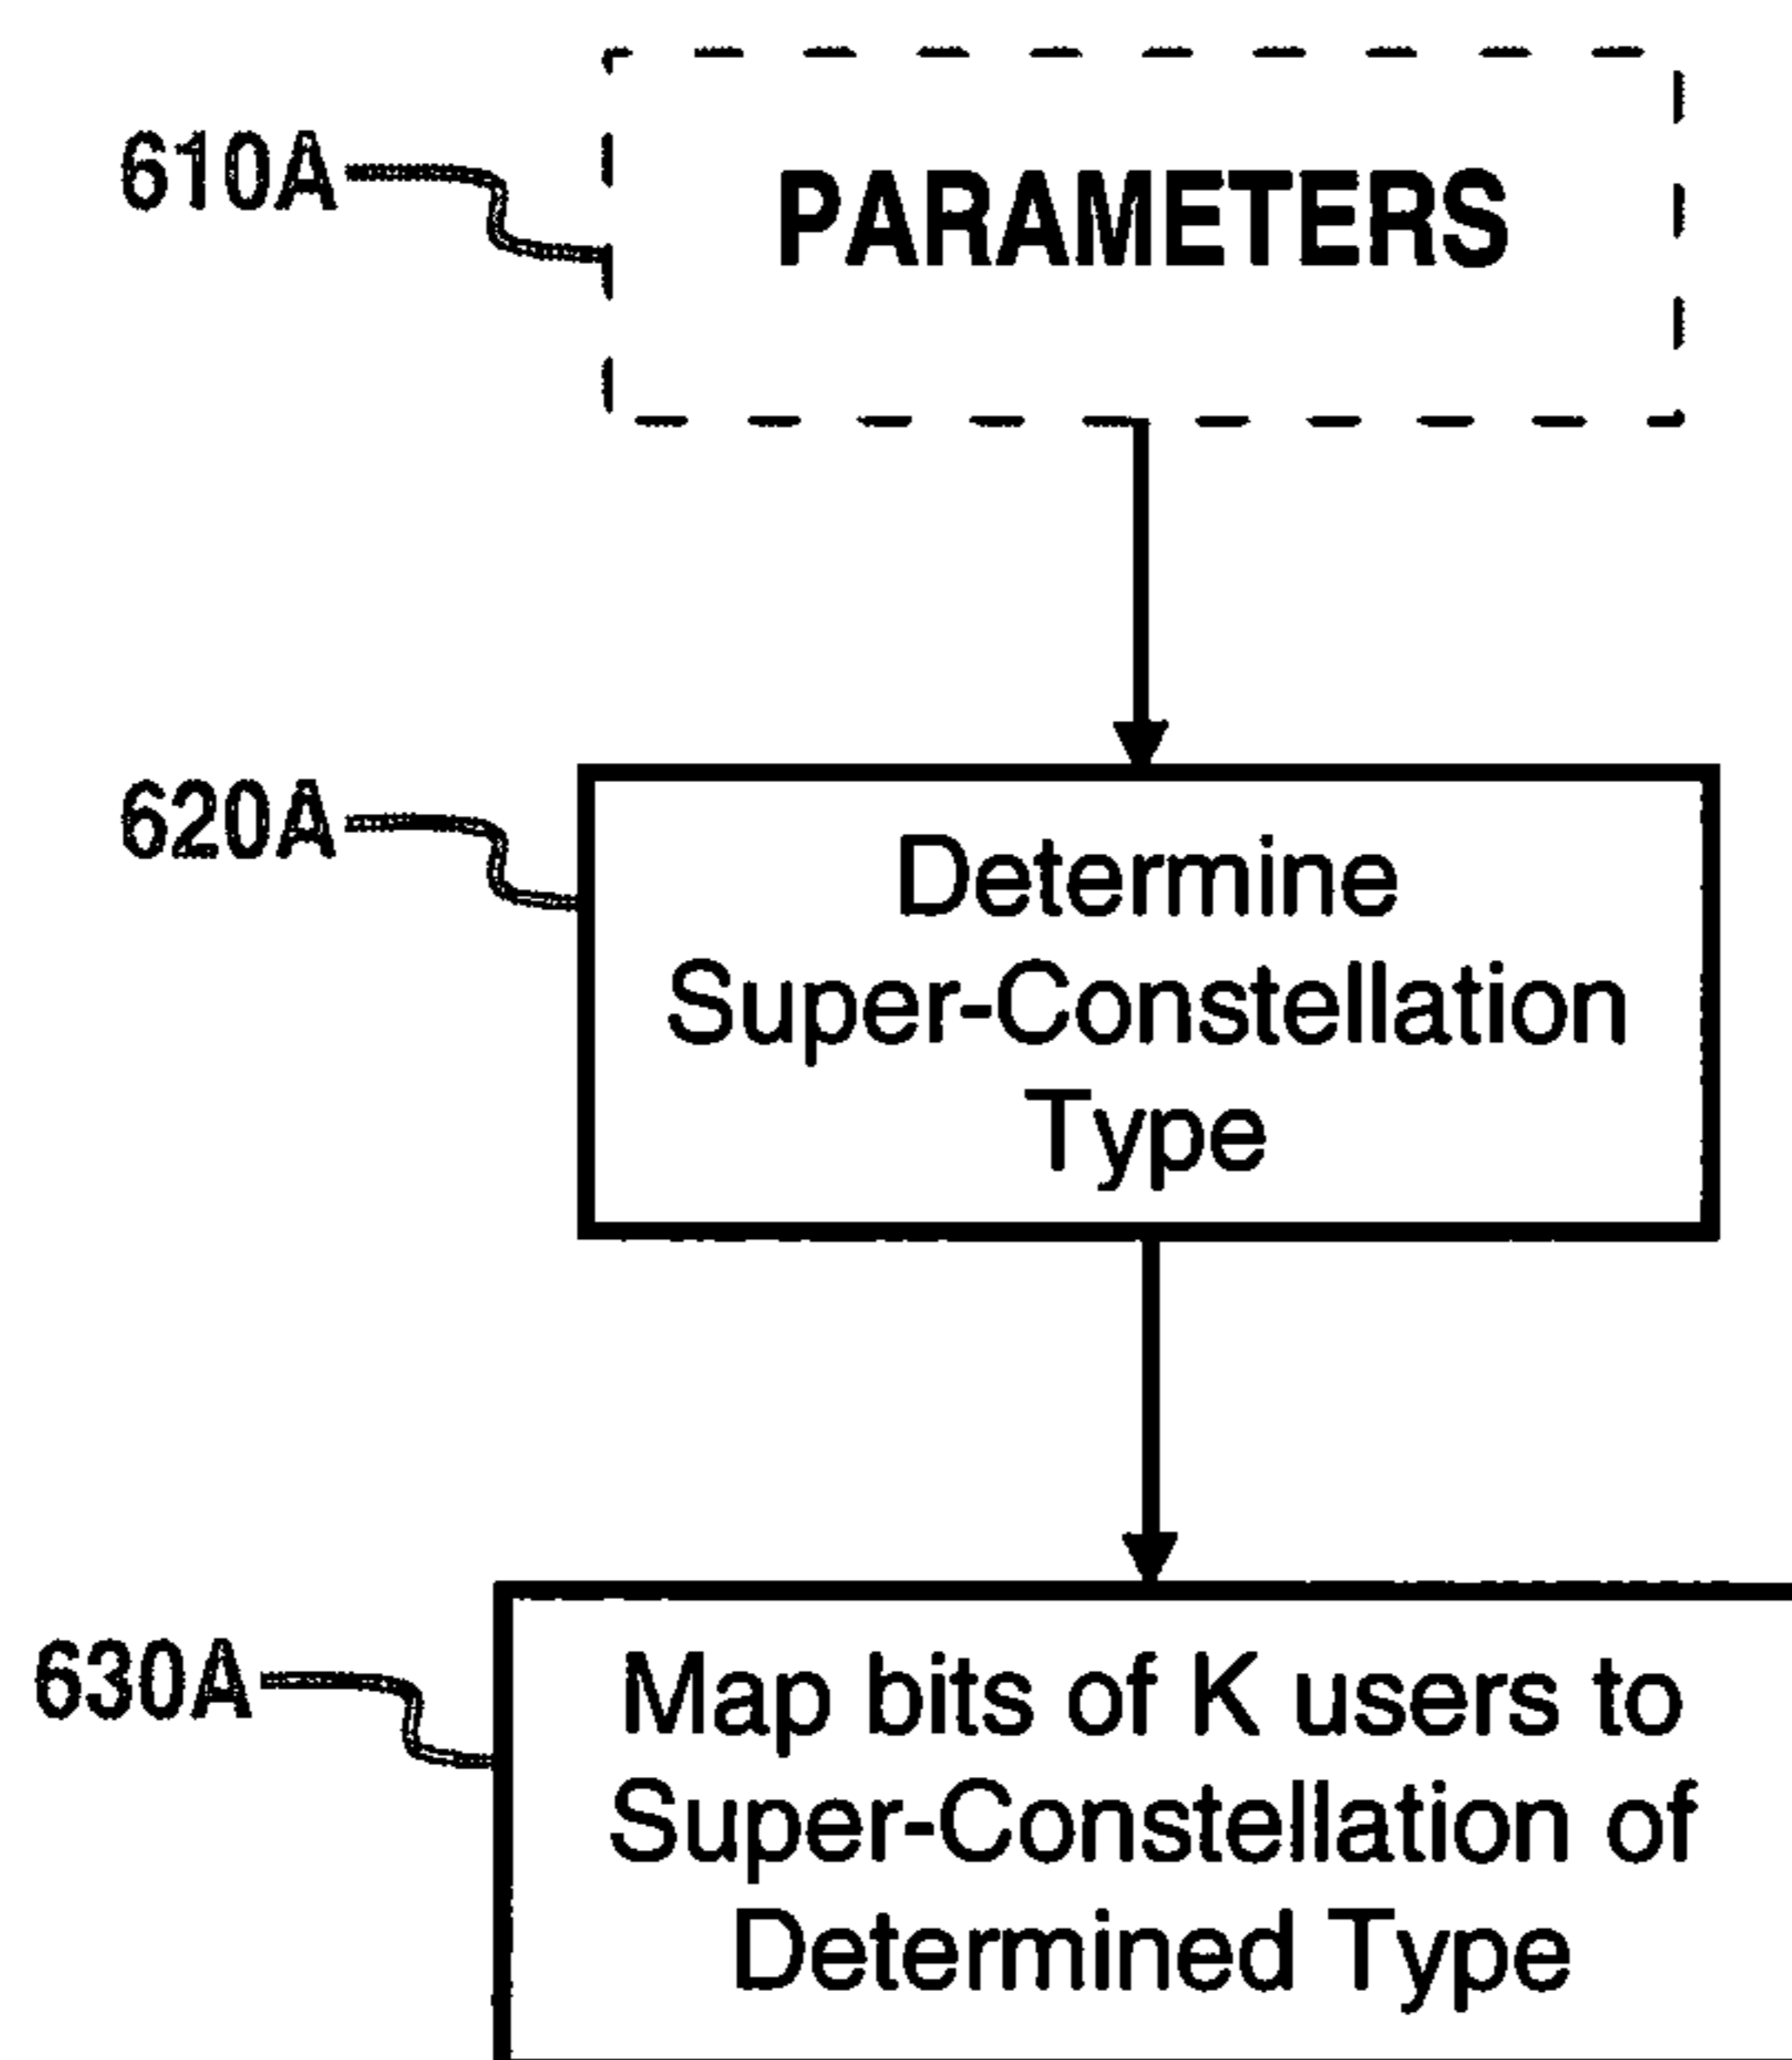 610A
PARAMETERS
620A
Determine
Super-Constellation
Type
630A
Map bits of K users to
Super-Constellation of
Determined Type